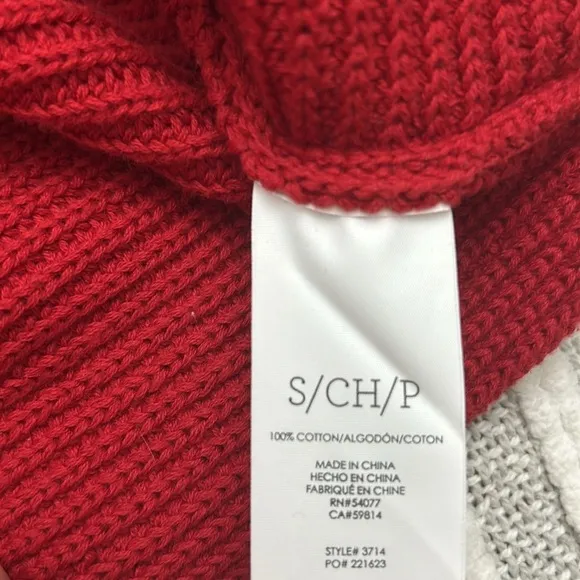 S/CH/P
100% COTTON/ALGODÓN/COTON
MADE IN CHINA
HECHO EN CHINA
FABRIQUÉ EN CHINE
RN#54077
CA#59814
STYLE# 3714
PO# 221623